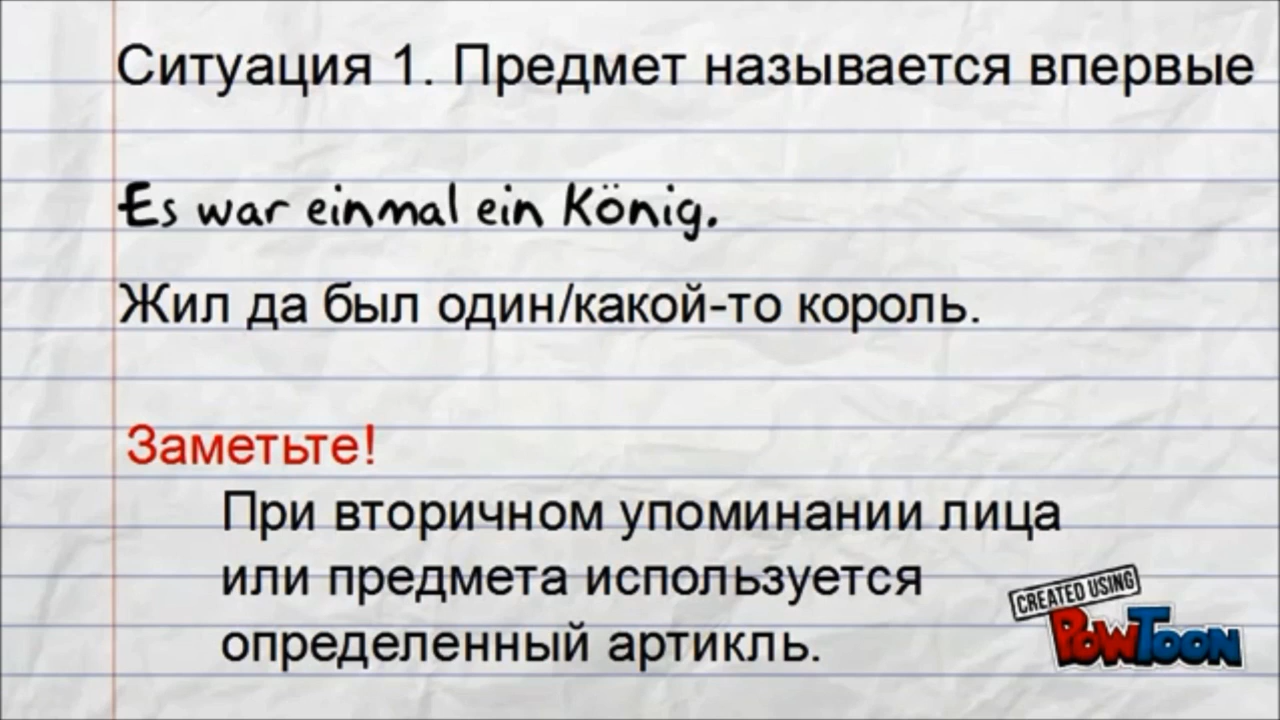 Ситуация 1. Предмет называется впервые
Es war einmal ein König.
Жил да был один/какой-то король.
Заметьте!
При вторичном упоминании лица
или предмета используется
определенный артикль.
CREATED USING
PowToon